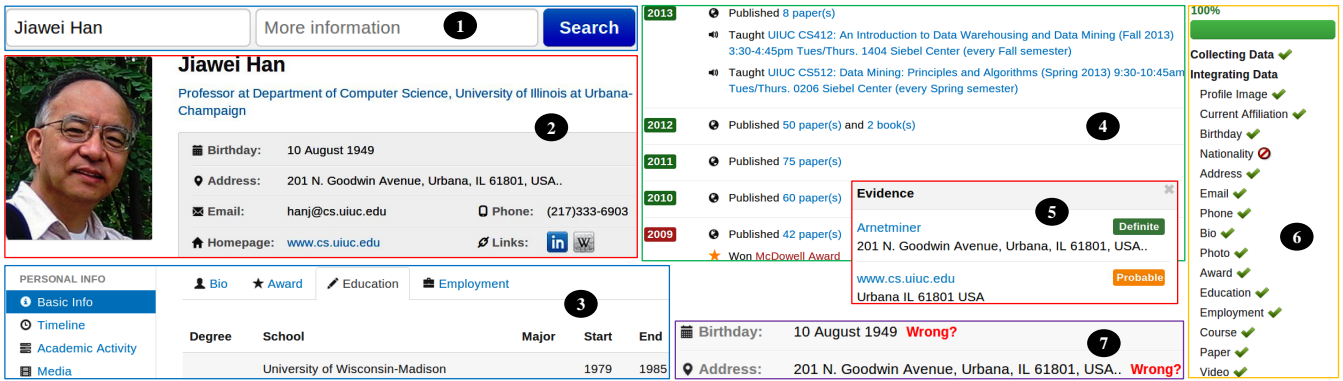 Jiawei Han
More information
1
Search
Jiawei Han
Professor at Department of Computer Science, University of Illinois at Urbana-
Champaign
2
Birthday: 10 August 1949
Address: 201 N. Goodwin Avenue, Urbana, IL 61801, USA..
Email: hanj@cs.uiuc.edu Phone: (217)333-6903
Homepage: www.cs.uiuc.edu Links: in W
PERSONAL INFO
Basic Info
Timeline
Academic Activity
Media
Bio Award Education Employment
3
Degree School Major Start End
University of Wisconsin-Madison 1979 1985
2013 Published 8 paper(s)
Taught UIUC CS412: An Introduction to Data Warehousing and Data Mining (Fall 2013)
3:30-4:45pm Tues/Thurs. 1404 Siebel Center (every Fall semester)
Taught UIUC CS512: Data Mining: Principles and Algorithms (Spring 2013) 9:30-10:45am
Tues/Thurs. 0206 Siebel Center (every Spring semester)
2012 Published 50 paper(s) and 2 book(s)
4
2011 Published 75 paper(s)
2010 Published 60 paper(s)
2009 Published 42 paper(s)
Won McDowell Award
Evidence
5
Arnetminer Definite
201 N. Goodwin Avenue, Urbana, IL 61801, USA..
www.cs.uiuc.edu Probable
Urbana IL 61801 USA
Birthday: 10 August 1949 Wrong?
7
Address: 201 N. Goodwin Avenue, Urbana, IL 61801, USA.. Wrong?
100%
Collecting Data
Integrating Data
Profile Image
Current Affiliation
Birthday
Nationality
Address
Email
Phone
Bio
6
Photo
Award
Education
Employment
Course
Paper
Video